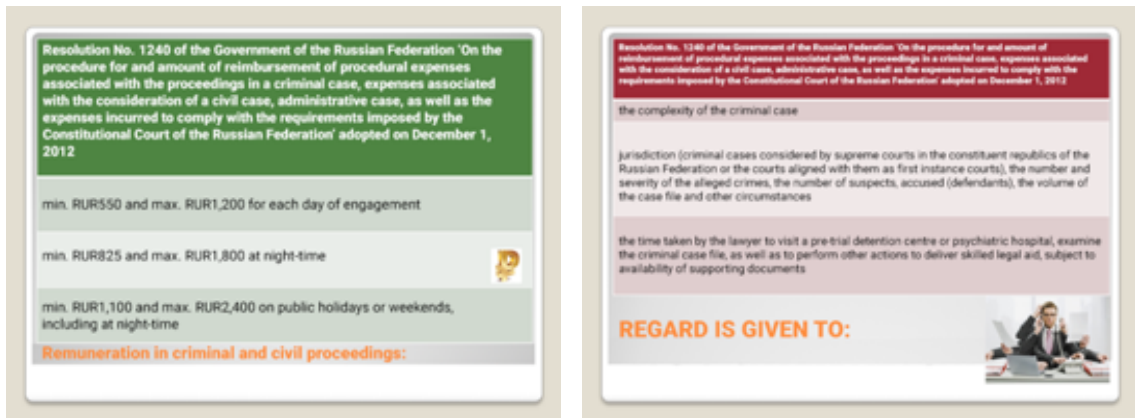 Resolution No. 1240 of the Government of the Russian Federation 'On the
procedure for and amount of reimbursement of procedural expenses
associated with the proceedings in a criminal case, expenses associated
with the consideration of a civil case, administrative case, as well as the
expenses incurred to comply with the requirements imposed by the
Constitutional Court of the Russian Federation' adopted on December 1,
2012
min. RUR550 and max. RUR1,200 for each day of engagement
min. RUR825 and max. RUR1,800 at night-time
min. RUR1,100 and max. RUR2,400 on public holidays or weekends,
including at night-time
Remuneration in criminal and civil proceedings:
Resolution No. 1240 of the Government of the Russian Federation 'On the procedure for and amount of
reimbursement of procedural expenses associated with the proceedings in a criminal case, expenses associated
with the consideration of a civil case, administrative case, as well as the expenses incurred to comply with the
requirements imposed by the Constitutional Court of the Russian Federation' adopted on December 1, 2012
the complexity of the criminal case
jurisdiction (criminal cases considered by supreme courts in the constituent republics of the
Russian Federation or the courts aligned with them as first instance courts), the number and
severity of the alleged crimes, the number of suspects, accused (defendants), the volume of
the case file and other circumstances
the time taken by the lawyer to visit a pre-trial detention centre or psychiatric hospital, examine
the criminal case file, as well as to perform other actions to deliver skilled legal aid, subject to
availability of supporting documents
REGARD IS GIVEN TO: